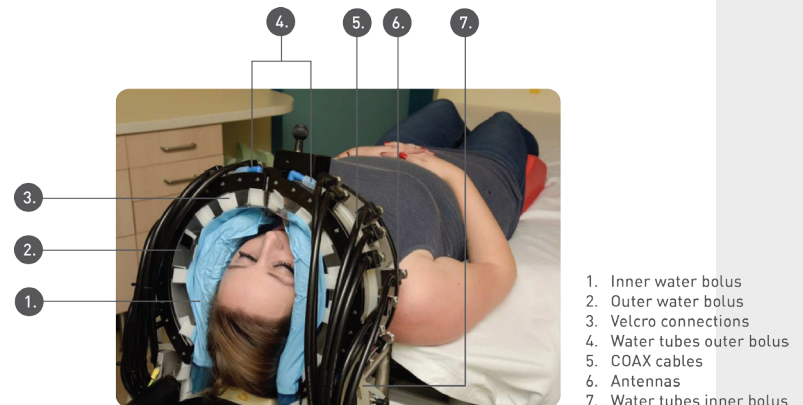 4.
5.
6.
7.
3.
2.
1.
1. Inner water bolus
2. Outer water bolus
3. Velcro connections
4. Water tubes outer bolus
5. COAX cables
6. Antennas
7. Water tubes inner bolus